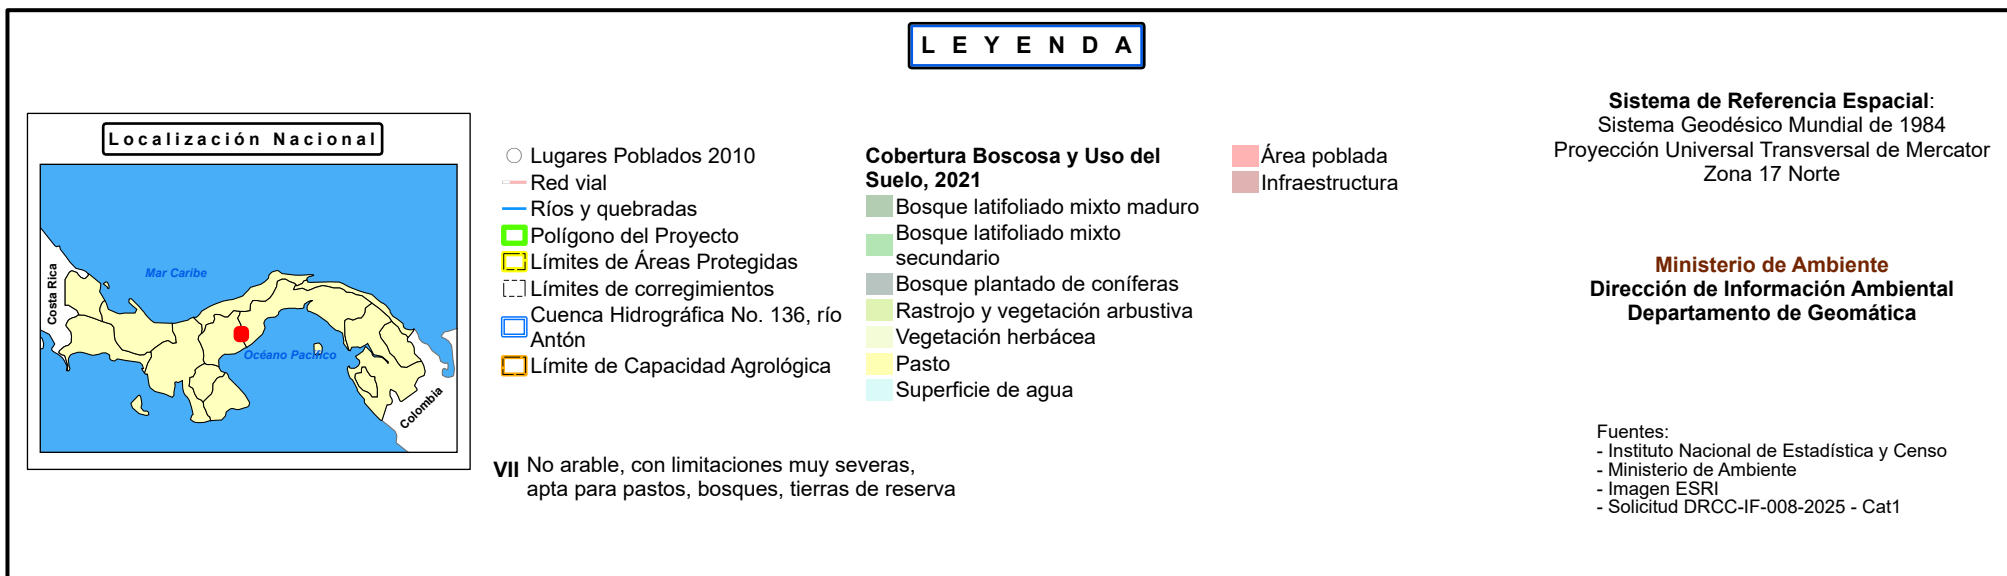 L E Y E N D A
Localización Nacional
Mar Caribe
Costa Rica
Océano Pacífico
Colombia
Lugares Poblados 2010
Red vial
Ríos y quebradas
Polígono del Proyecto
Límites de Áreas Protegidas
Límites de corregimientos
Cuenca Hidrográfica No. 136, río
Antón
Límite de Capacidad Agrológica
VII No arable, con limitaciones muy severas,
apta para pastos, bosques, tierras de reserva
Cobertura Boscosa y Uso del
Suelo, 2021
Bosque latifoliado mixto maduro
Bosque latifoliado mixto
secundario
Bosque plantado de coníferas
Rastrojo y vegetación arbustiva
Vegetación herbácea
Pasto
Superficie de agua
Área poblada
Infraestructura
Sistema de Referencia Espacial:
Sistema Geodésico Mundial de 1984
Proyección Universal Transversal de Mercator
Zona 17 Norte
Ministerio de Ambiente
Dirección de Información Ambiental
Departamento de Geomática
Fuentes:
- Instituto Nacional de Estadística y Censo
- Ministerio de Ambiente
- Imagen ESRI
- Solicitud DRCC-IF-008-2025 - Cat1